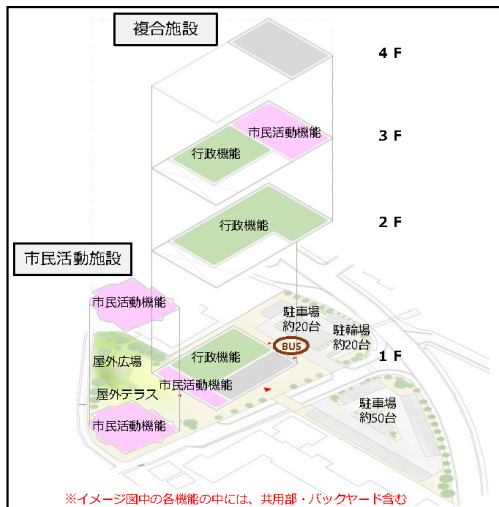 複合施設
4 F
市民活動機能
3 F
行政機能
行政機能
2 F
市民活動施設
市民活動機能
駐車場
約20台
駐輪場
約20台
BUS
1 F
行政機能
屋外広場
市民活動機能
屋外テラス
駐車場
約50台
市民活動機能
※イメージ図中の各機能の中には、共用部・バックヤード含む